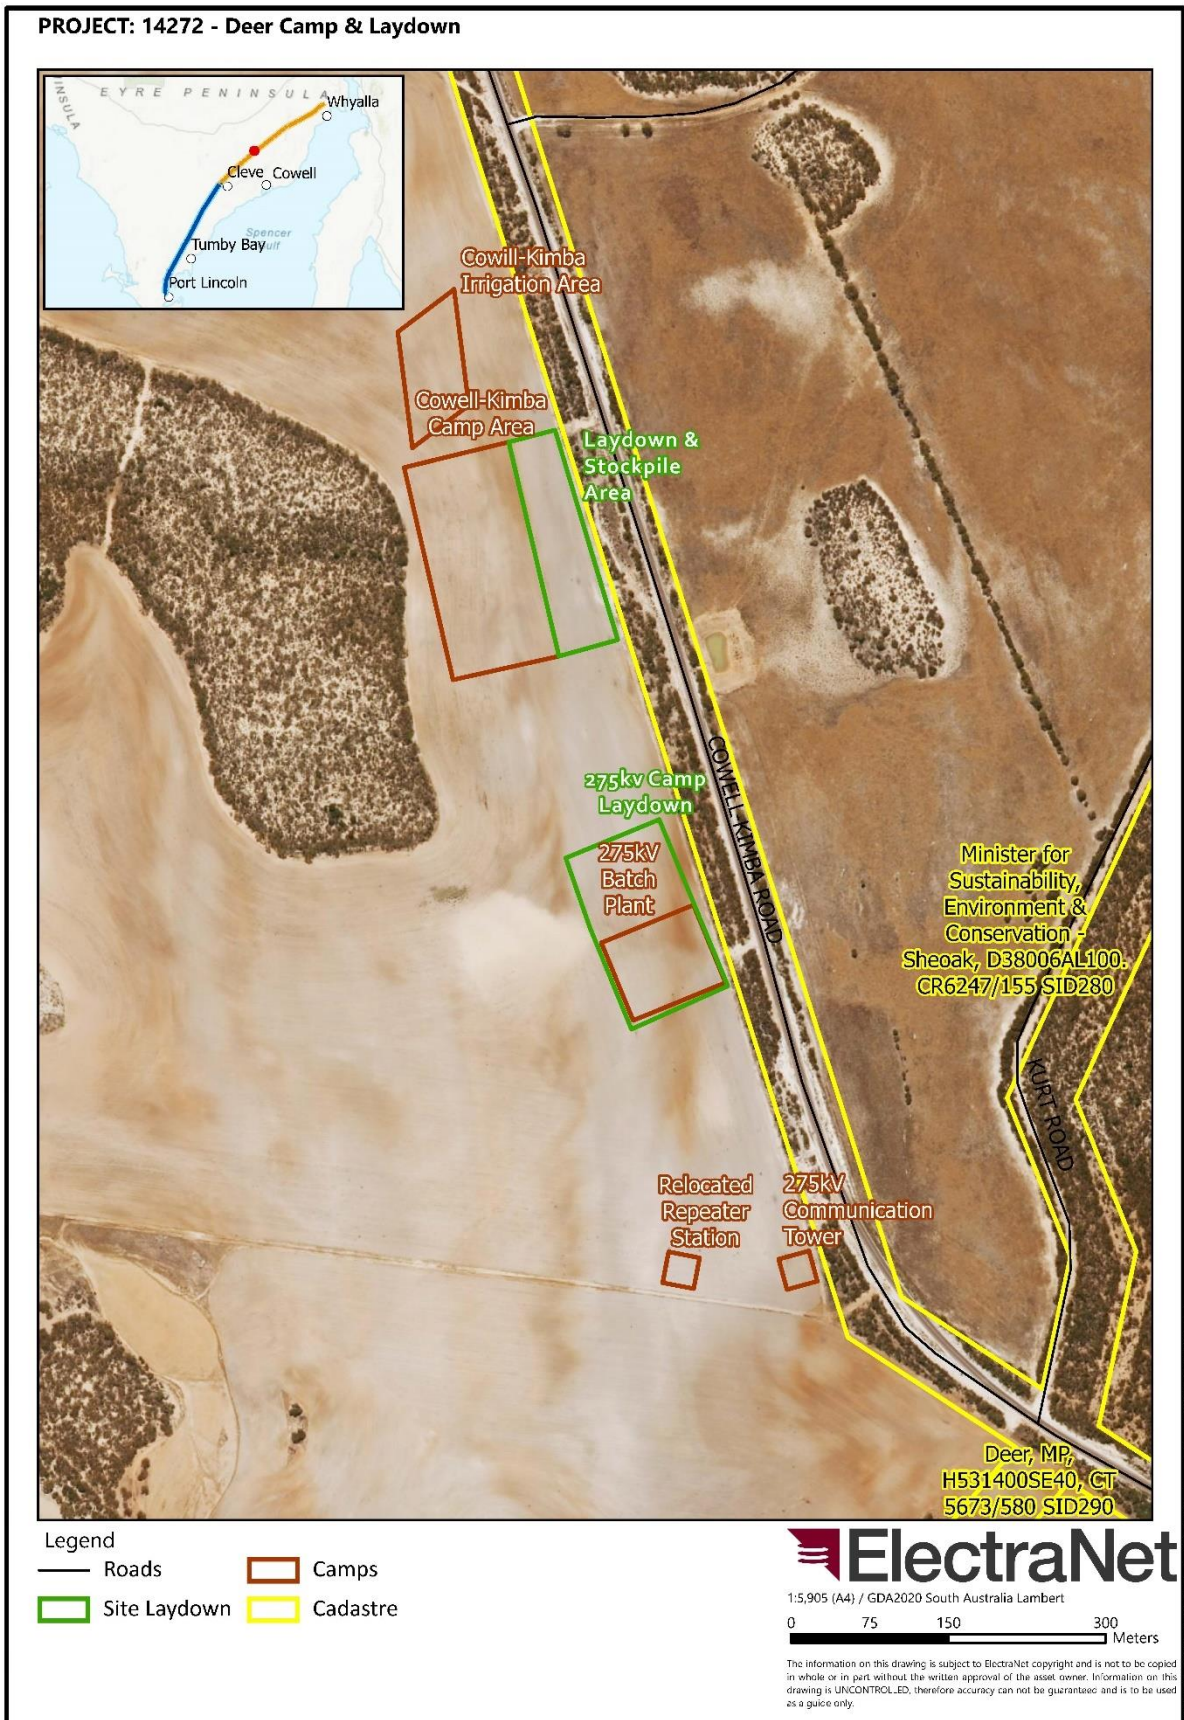 PROJECT: 14272 - Deer Camp & Laydown
EYRE PENINSULA
INSULA
Whyalla
Cleve
Cowell
Spencer
Gulf
Tumby Bay
Port Lincoln
Cowill-Kimba
Irrigation Area
Cowell-Kimba
Camp Area
Laydown &
Stockpile
Area
COWELL-KIMBA ROAD
275kv Camp
Laydown
275kV
Batch
Plant
Minister for
Sustainability,
Environment &
Conservation -
Sheoak, D38006AL100.
CR6247/155 SID280
KURT ROAD
Relocated
Repeater
Station
275kV
Communication
Tower
Deer, MP,
H531400SE40, CT
5673/580 SID290
Legend
Roads
Camps
Site Laydown
Cadastre
ElectraNet
1:5,905 (A4) / GDA2020 South Australia Lambert
0 75 150 300
Meters
The information on this drawing is subject to ElectraNet copyright and is not to be copied
in whole or in part without the written approval of the asset owner. Information on this
drawing is UNCONTROLLED, therefore accuracy can not be guaranteed and is to be used
as a guide only.